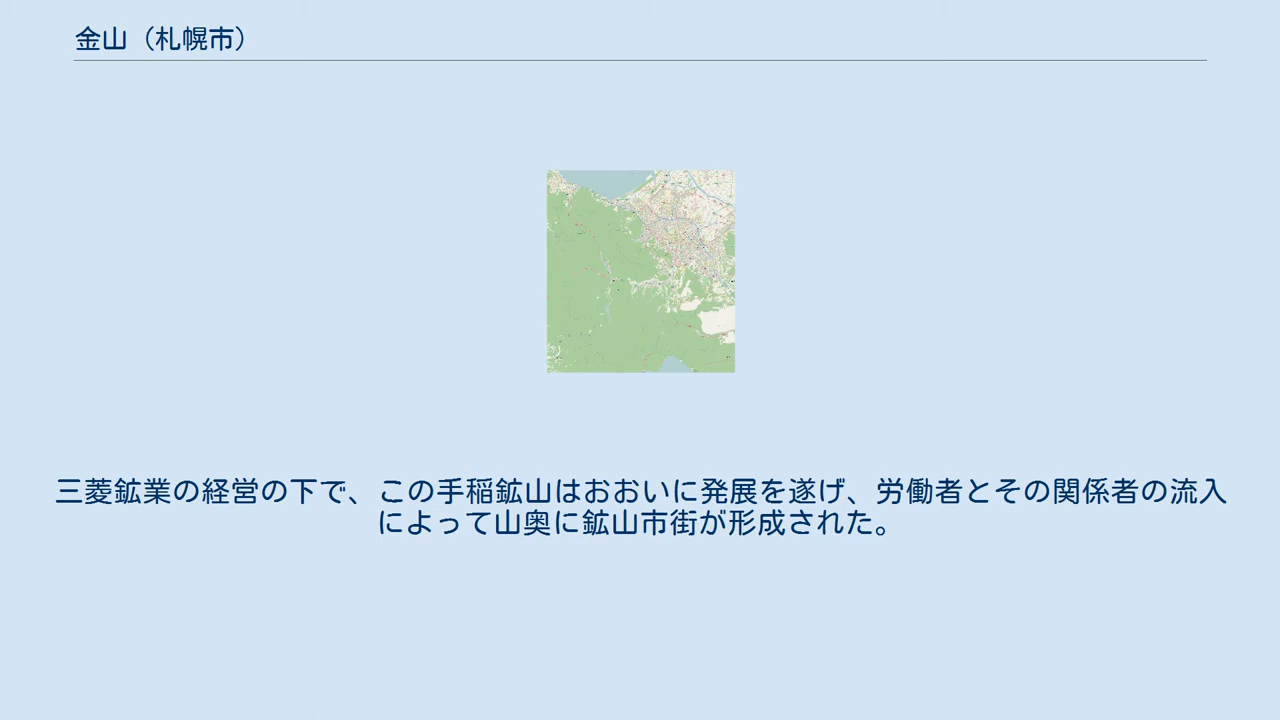 金山（札幌市）
三菱鉱業の経営の下で、この手稲鉱山はおおいに発展を遂げ、労働者とその関係者の流入
によって山奥に鉱山市街が形成された。